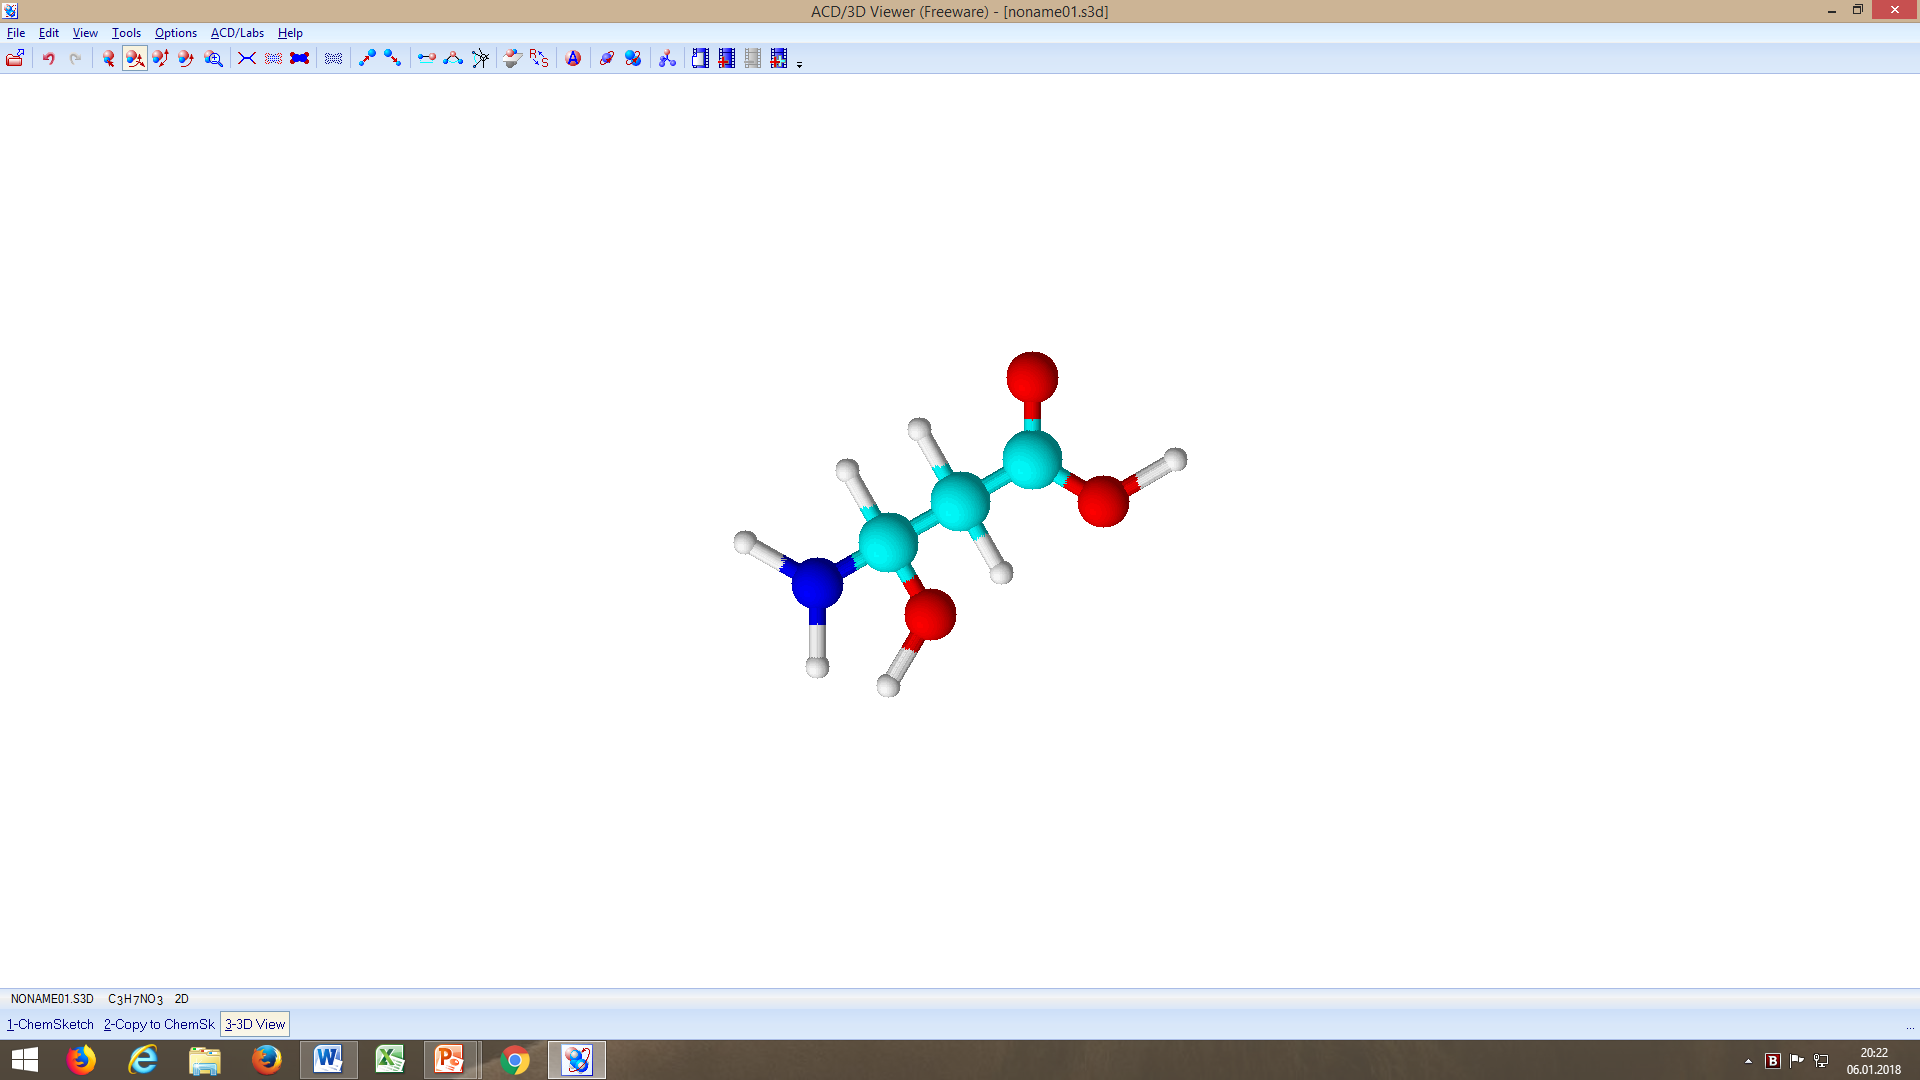 ACD/3D Viewer (Freeware) - [noname01.s3d]
File Edit View Tools Options ACD/Labs Help
NONAME01.S3D C3H7NO3 2D
1-ChemSketch 2-Copy to ChemSk 3-3D View
20:22
06.01.2018